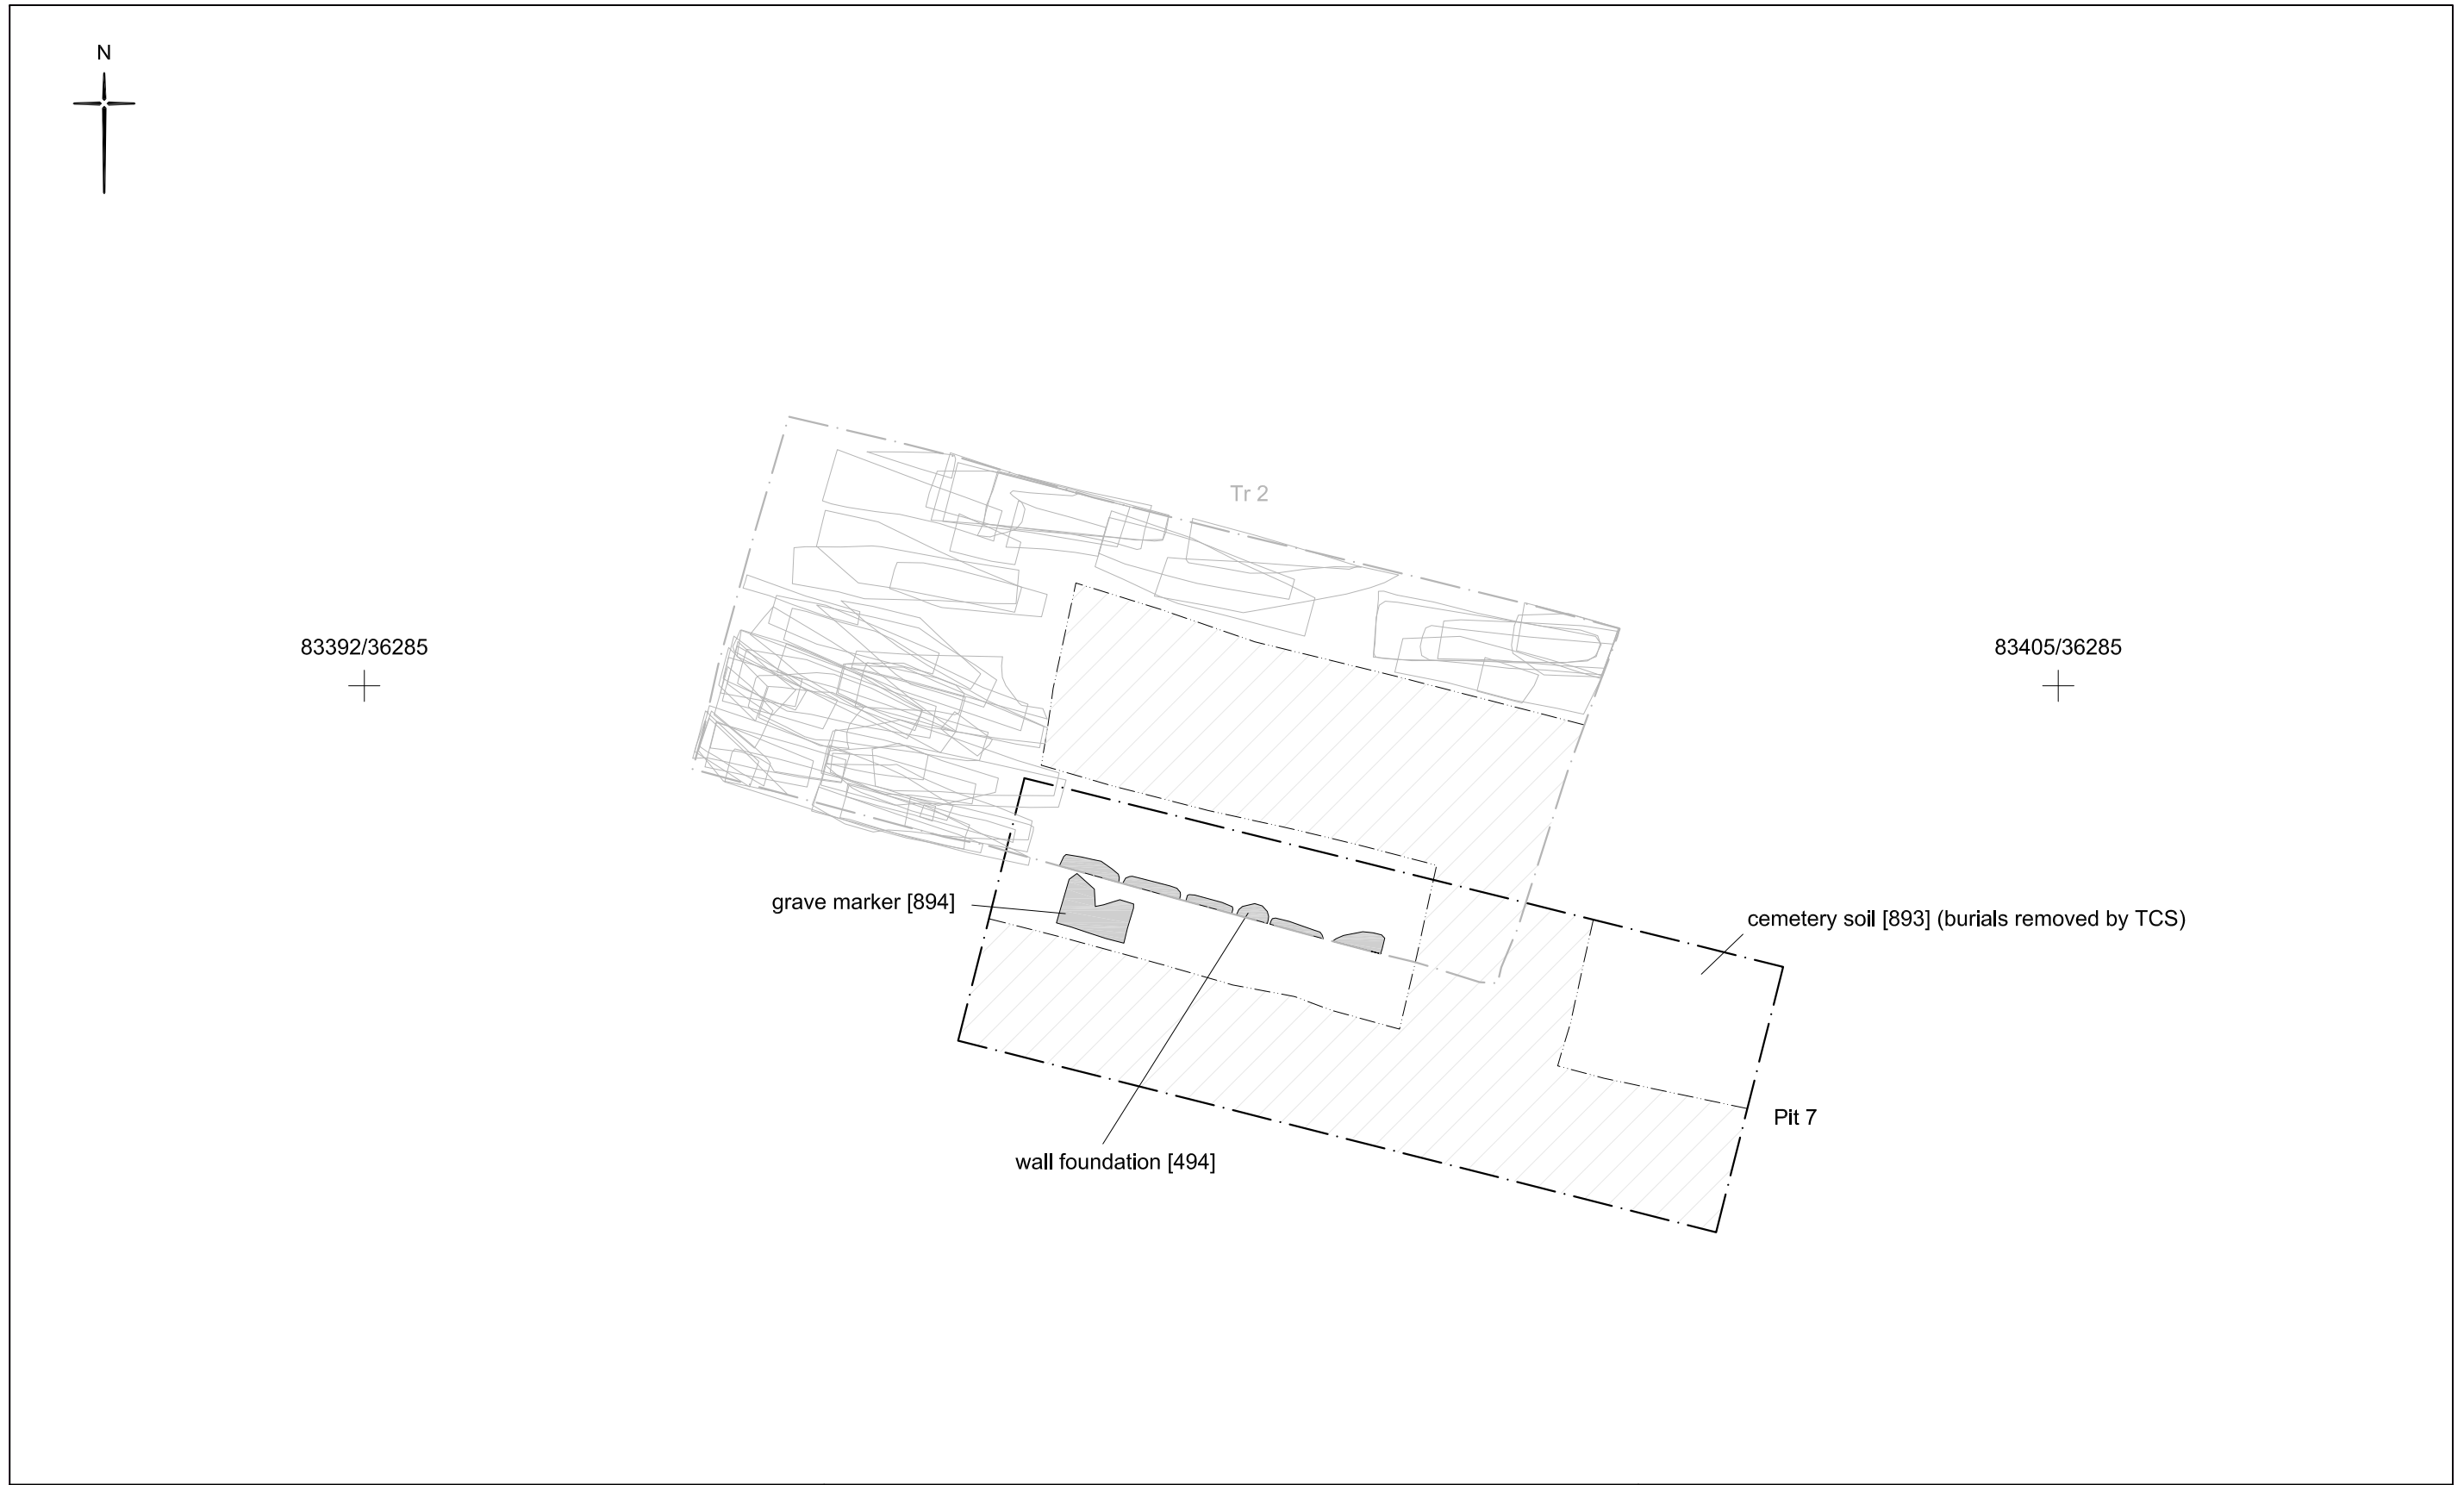 N
Tr 2
83392/36285
83405/36285
grave marker [894]
cemetery soil [893] (burials removed by TCS)
Pit 7
wall foundation [494]